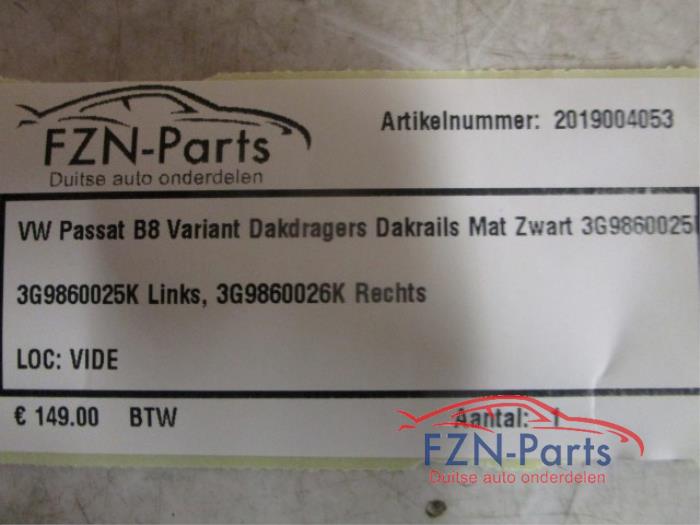 FZN-Parts
Duitse auto onderdelen
Artikelnummer: 2019004053
VW Passat B8 Variant Dakdragers Dakrails Mat Zwart 3G9860025
3G9860025K Links, 3G9860026K Rechts
LOC: VIDE
€ 149.00 BTW
Aantal: 1
FZN-Parts
Duitse auto onderdelen